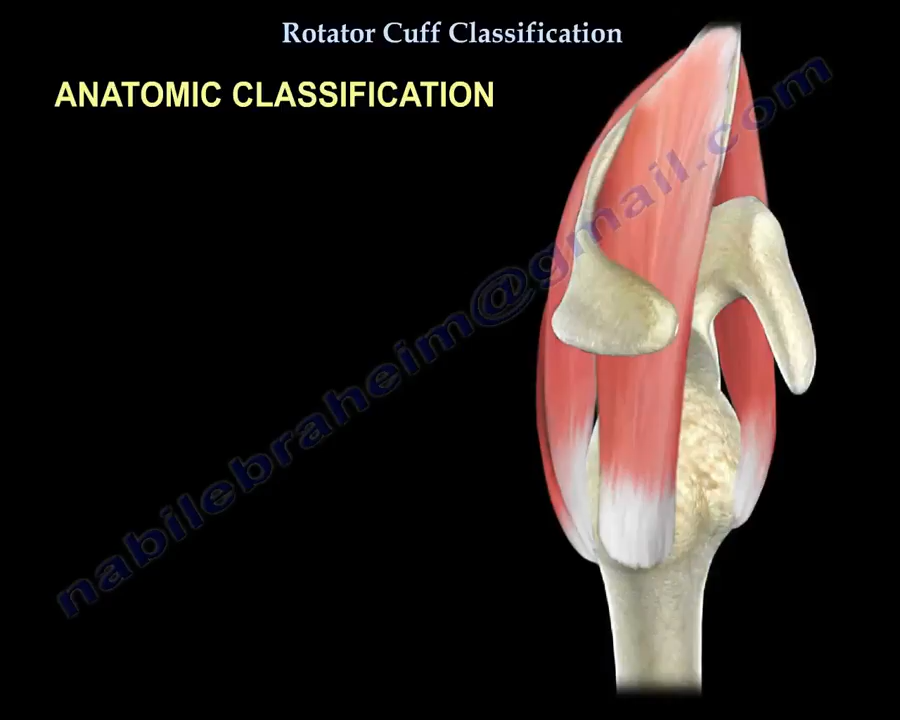 Rotator Cuff Classification
ANATOMIC CLASSIFICATION
nabilebraheim@gmail.com